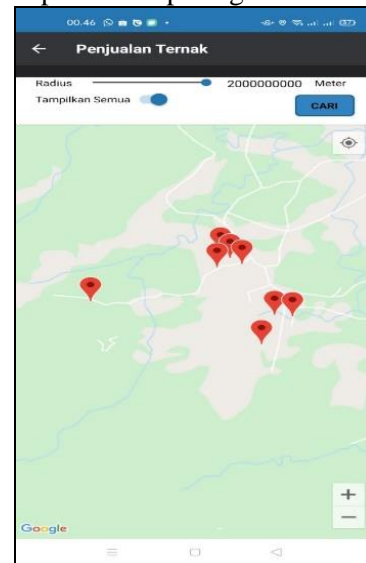 00.46
Penjualan Ternak
Radius 2000000000 Meter
Tampilkan Semua
CARI
Google